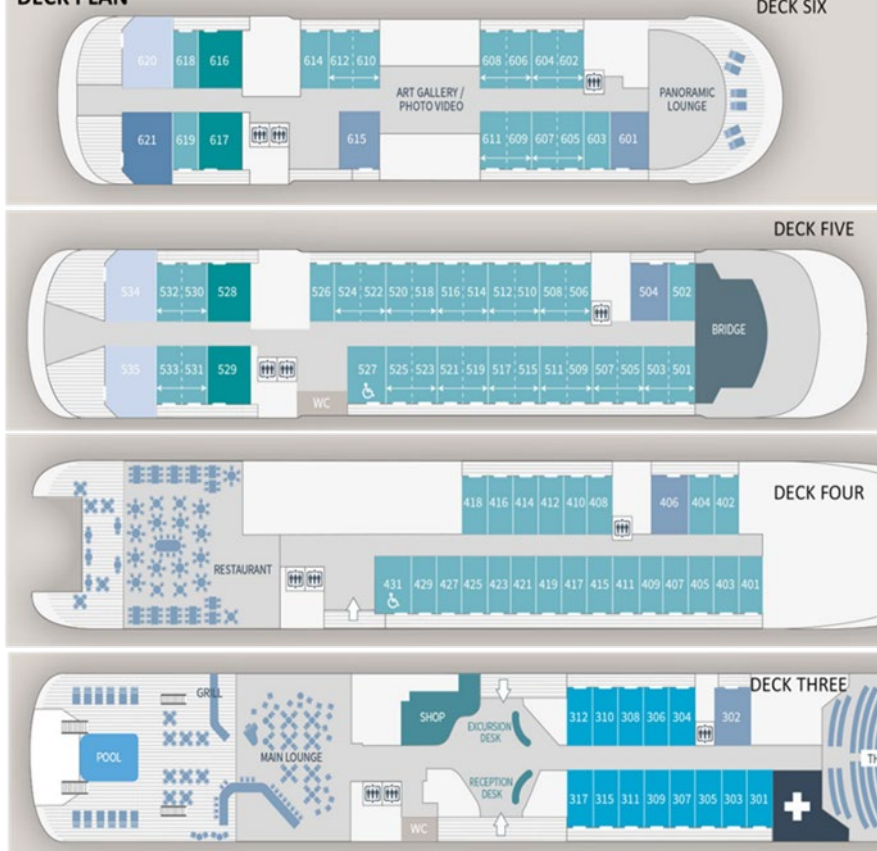 DECK PLAN
DECK SIX
620 618 616 614 612 610 608 606 604 602
ART GALLERY /
PHOTO VIDEO
PANORAMIC
LOUNGE
621 619 617 615 611 609 607 605 603 601
DECK FIVE
534 532 530 528 526 524 522 520 518 516 514 512 510 508 506 504 502
BRIDGE
535 533 531 529 527 525 523 521 519 517 515 511 509 507 505 503 501
WC
418 416 414 412 410 408 406 404 402
DECK FOUR
RESTAURANT
431 429 427 425 423 421 419 417 415 411 409 407 405 403 401
DECK THREE
GRILL
SHOP
312 310 308 306 304 302
EXCURSION
DESK
POOL
MAIN LOUNGE
TH
RECEPTION
DESK
317 315 311 309 307 305 303 301
WC